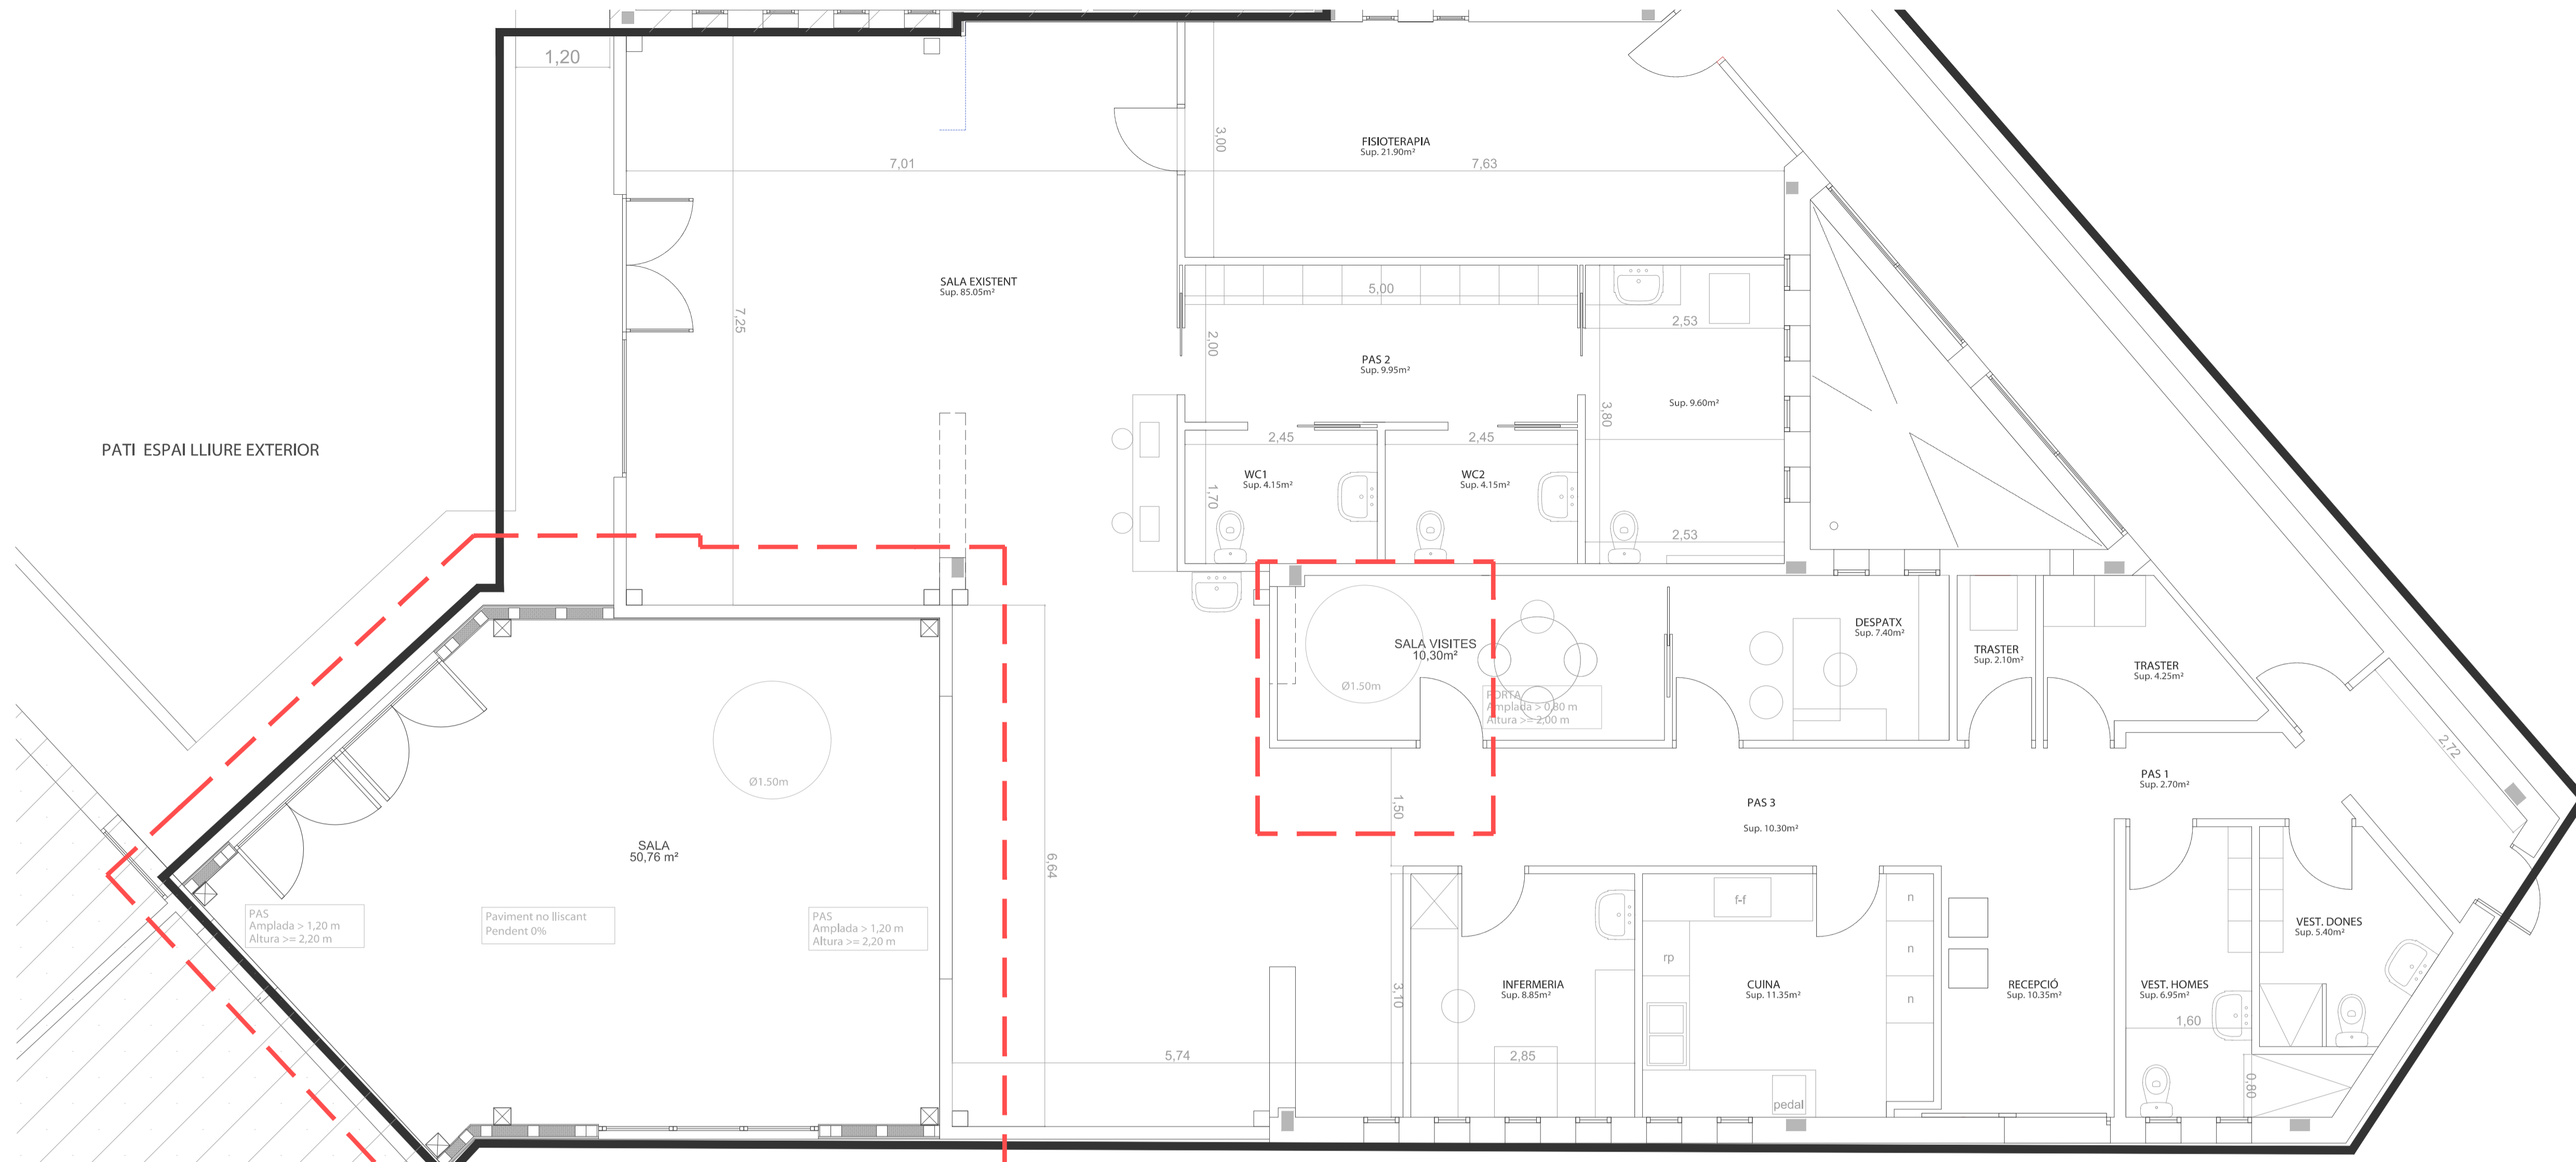 1,20
3,00
FISIOTERAPIA
Sup. 21.90m²
7,01
7,63
SALA EXISTENT
Sup. 85.05m²
5,00
7,25
2,00
2,53
PAS 2
Sup. 9.95m²
3,80
Sup. 9.60m²
PATI ESPAI LLIURE EXTERIOR
2,45
2,45
WC1
Sup. 4.15m²
WC2
Sup. 4.15m²
1,70
2,53
DESPATX
Sup. 7.40m²
SALA VISITES
10,30m²
TRASTER
Sup. 2.10m²
TRASTER
Sup. 4.25m²
Ø1.50m
PORTA
Amplada > 0,80 m
Altura >= 2,00 m
2,72
Ø1.50m
PAS 1
Sup. 2.70m²
1,50
PAS 3
Sup. 10.30m²
SALA
50,76 m²
6,64
f-f
n
PAS
Amplada > 1,20 m
Altura >= 2,20 m
Paviment no lliscant
Pendent 0%
PAS
Amplada > 1,20 m
Altura >= 2,20 m
VEST. DONES
Sup. 5.40m²
rp
n
3,10
INFERMERIA
Sup. 8.85m²
CUINA
Sup. 11.35m²
n
RECEPCIÓ
Sup. 10.35m²
VEST. HOMES
Sup. 6.95m²
1,60
5,74
2,85
0,80
pedal